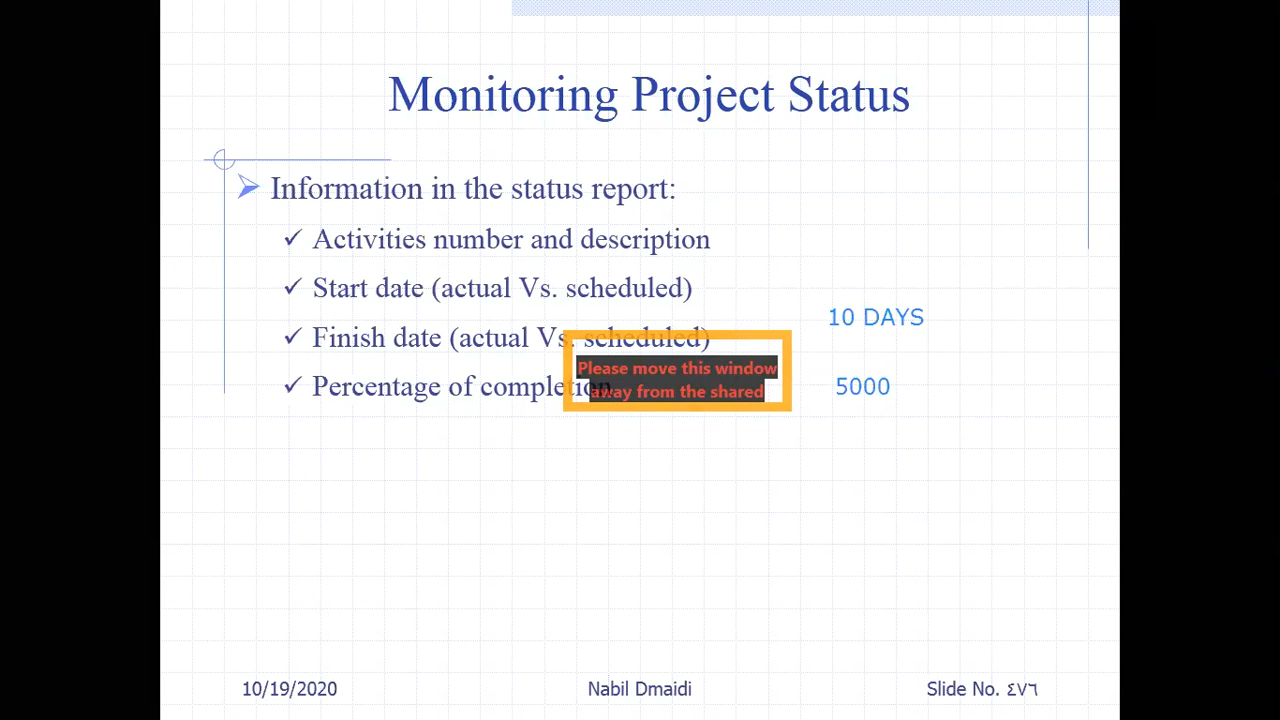 Monitoring Project Status
Information in the status report:
Activities number and description
Start date (actual Vs. scheduled)
Finish date (actual Vs. scheduled)
10 DAYS
Percentage of completion
Please move this window
away from the shared
5000
10/19/2020
Nabil Dmaidi
Slide No. ٤٧٦